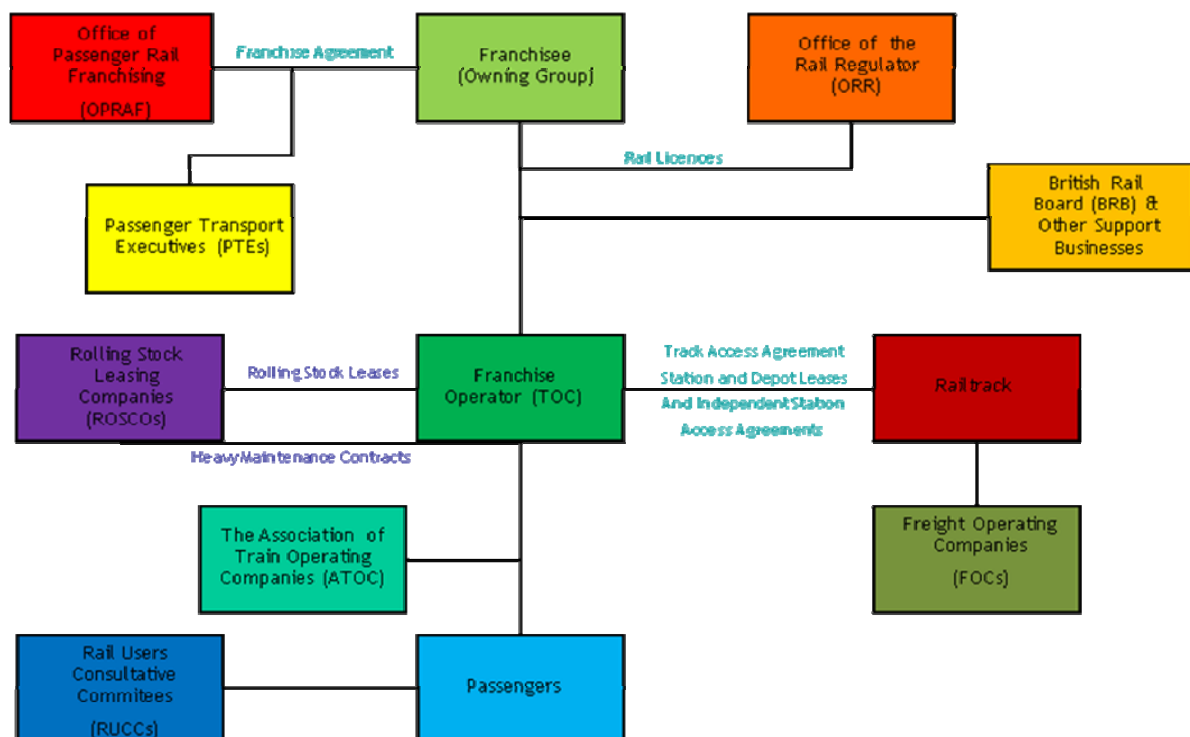 Office of
Passenger Rail
Franchising
(OPRAF)
Franchise Agreement
Franchisee
(Owning Group)
Office of the
Rail Regulator
(ORR)
Rail Licences
Passenger Transport
Executives (PTEs)
British Rail
Board (BRB) &
Other Support
Businesses
Rolling Stock
Leasing
Companies
(ROSCOs)
Rolling Stock Leases
Franchise
Operator (TOC)
Track Access Agreement
Station and Depot Leases
And Independent Station
Access Agreements
Railtrack
Heavy Maintenance Contracts
The Association of
Train Operating
Companies (ATOC)
Freight Operating
Companies
(FOCs)
Rail Users
Consultative
Commitees
(RUCCs)
Passengers